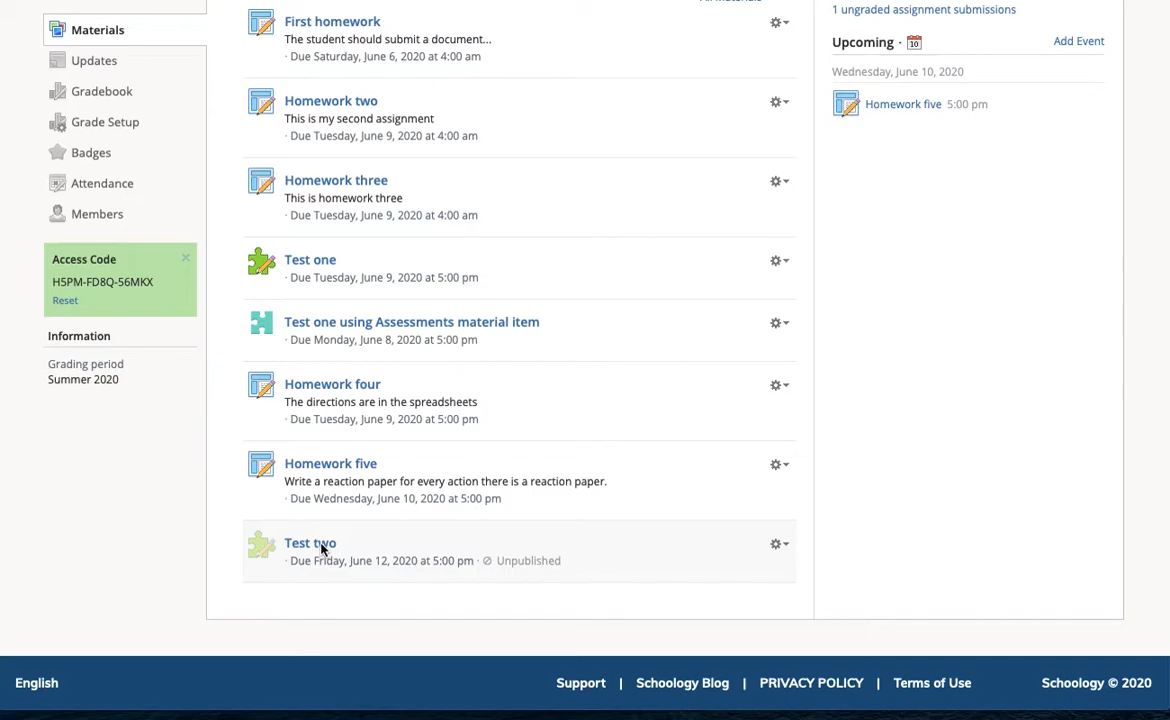 Materials
Updates
Gradebook
Grade Setup
Badges
Attendance
Members
Access Code
H5PM-FD8Q-56MKX
Reset
Information
Grading period
Summer 2020
First homework
The student should submit a document...
· Due Saturday, June 6, 2020 at 4:00 am
Homework two
This is my second assignment
· Due Tuesday, June 9, 2020 at 4:00 am
Homework three
This is homework three
· Due Tuesday, June 9, 2020 at 4:00 am
Test one
· Due Tuesday, June 9, 2020 at 5:00 pm
Test one using Assessments material item
· Due Monday, June 8, 2020 at 5:00 pm
Homework four
The directions are in the spreadsheets
· Due Tuesday, June 9, 2020 at 5:00 pm
Homework five
Write a reaction paper for every action there is a reaction paper.
· Due Wednesday, June 10, 2020 at 5:00 pm
Test two
· Due Friday, June 12, 2020 at 5:00 pm · Unpublished
1 ungraded assignment submissions
Upcoming · 10 Add Event
Wednesday, June 10, 2020
Homework five 5:00 pm
English Support | Schoology Blog | PRIVACY POLICY | Terms of Use Schoology © 2020